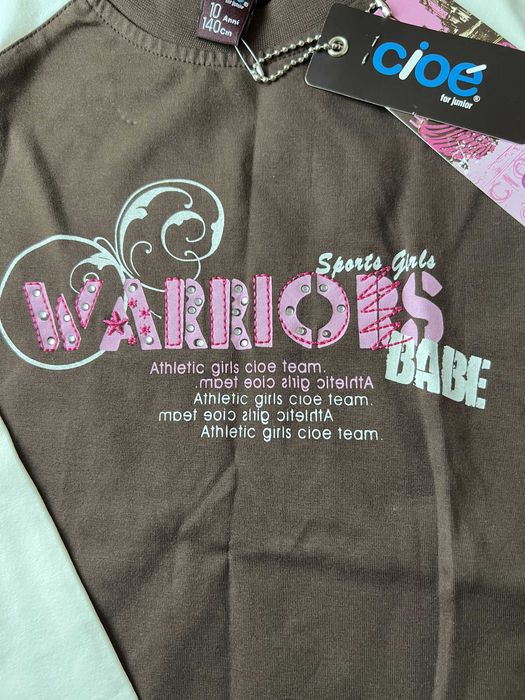 10 Anni
140cm
cioé
for junior
Sports Girls
WARRIORS
BABE
Athletic girls cioe team.
Athletic girls cioe team.
Athletic girls cioe team.
Athletic girls cioe team
Athletic girls cioe team.